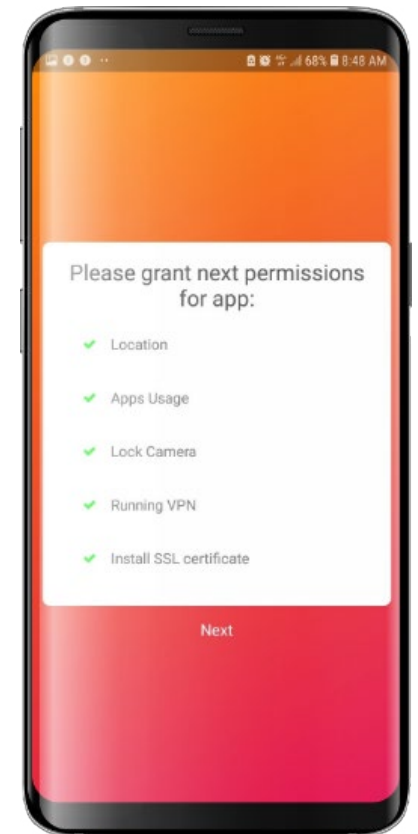 68% 8:48 AM
Please grant next permissions
for app:
Location
Apps Usage
Lock Camera
Running VPN
Install SSL certificate
Next